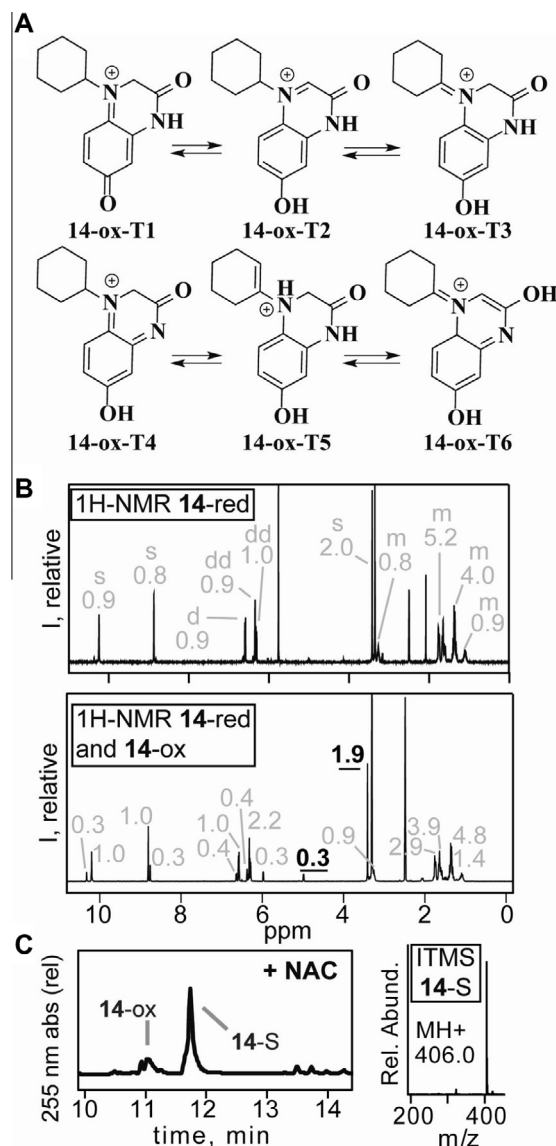 A
N
⊕
O
NH
O
14-ox-T1
N
⊕
O
NH
OH
14-ox-T2
N
⊕
O
NH
OH
14-ox-T3
N
⊕
O
N
OH
14-ox-T4
H
N
⊕
O
NH
OH
14-ox-T5
N
⊕
OH
N
OH
14-ox-T6
B
I, relative
1H-NMR 14-red
s
0.9
s
0.8
d
0.9
dd
0.9
dd
1.0
s
2.0
m
0.8
m
5.2
m
4.0
m
0.9
I, relative
1H-NMR 14-red
and 14-ox
0.3
1.0
1.0
0.3
0.4
1.0
0.4
2.2
0.3
0.3
1.9
0.9
2.9
3.9
4.8
1.4
10 8 6 4 2 0
ppm
C
255 nm abs (rel)
+ NAC
14-ox
14-S
10 11 12 13 14
time, min
Rel. Abund.
ITMS
14-S
MH+
406.0
200 400
m/z